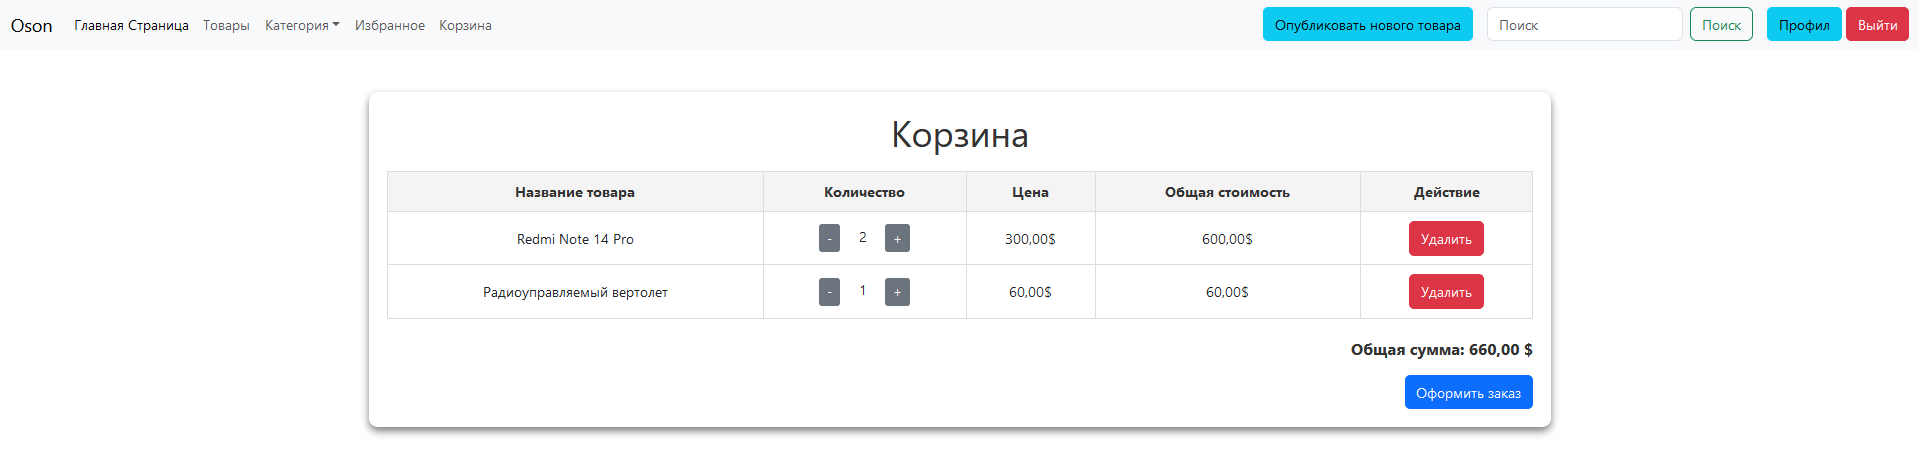 Oson Главная Страница Товары Категория Избранное Корзина Опубликовать нового товара Поиск Поиск Профил Выйти
Корзина
Название товара Количество Цена Общая стоимость Действие
Redmi Note 14 Pro - 2 + 300,00$ 600,00$ Удалить
Радиоуправляемый вертолет - 1 + 60,00$ 60,00$ Удалить
Общая сумма: 660,00 $
Оформить заказ